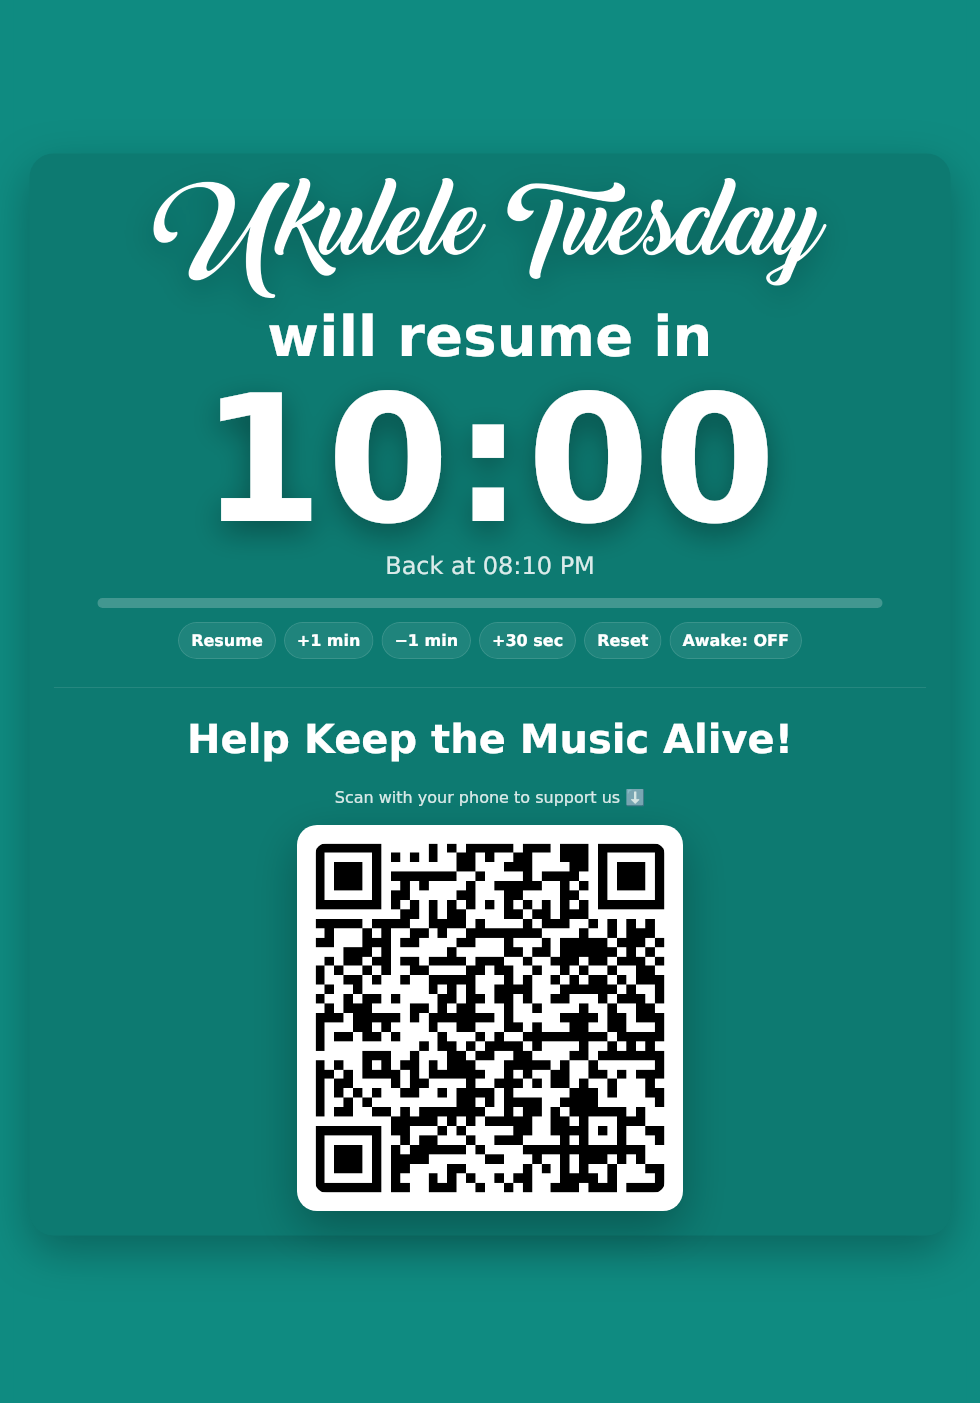 Ukulele Tuesday
will resume in
10:00
Back at 08:10 PM
Resume +1 min −1 min +30 sec Reset Awake: OFF
Help Keep the Music Alive!
Scan with your phone to support us ⬇️